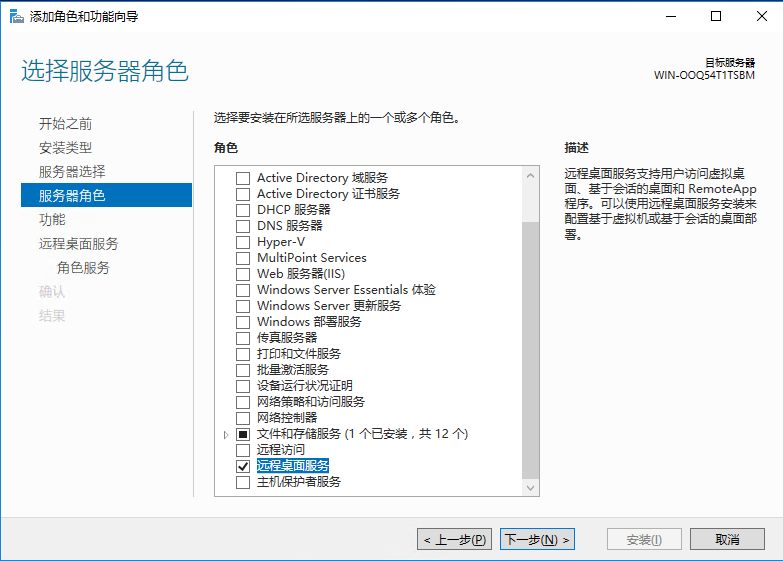 添加角色和功能向导
选择服务器角色
目标服务器
WIN-OOQ54T1TSBM
开始之前
安装类型
服务器选择
服务器角色
功能
远程桌面服务
角色服务
确认
结果
选择要安装在所选服务器上的一个或多个角色。
角色
Active Directory 域服务
Active Directory 证书服务
DHCP 服务器
DNS 服务器
Hyper-V
MultiPoint Services
Web 服务器(IIS)
Windows Server Essentials 体验
Windows Server 更新服务
Windows 部署服务
传真服务器
打印和文件服务
批量激活服务
设备运行状况证明
网络策略和访问服务
网络控制器
文件和存储服务 (1 个已安装，共 12 个)
远程访问
远程桌面服务
主机保护者服务
描述
远程桌面服务支持用户访问虚拟桌
面、基于会话的桌面和 RemoteApp
程序。可以使用远程桌面服务安装来
配置基于虚拟机或基于会话的桌面部
署。
< 上一步(P)
下一步(N) >
安装(I)
取消